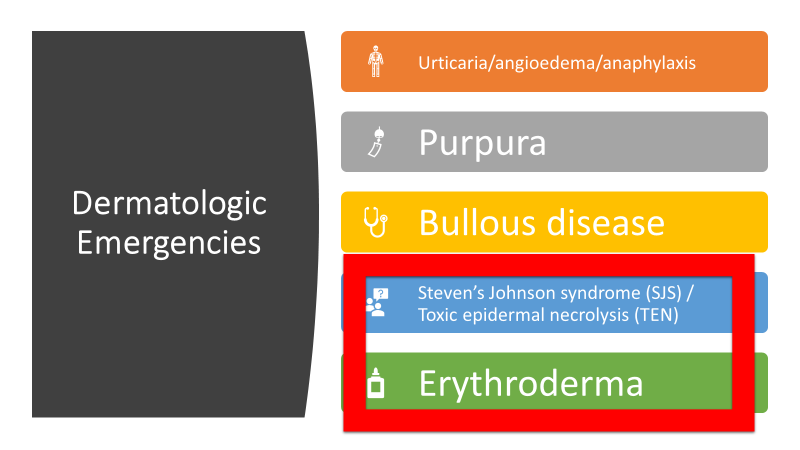 Dermatologic
Emergencies
Urticaria/angioedema/anaphylaxis
Purpura
Bullous disease
Steven’s Johnson syndrome (SJS) /
Toxic epidermal necrolysis (TEN)
Erythroderma